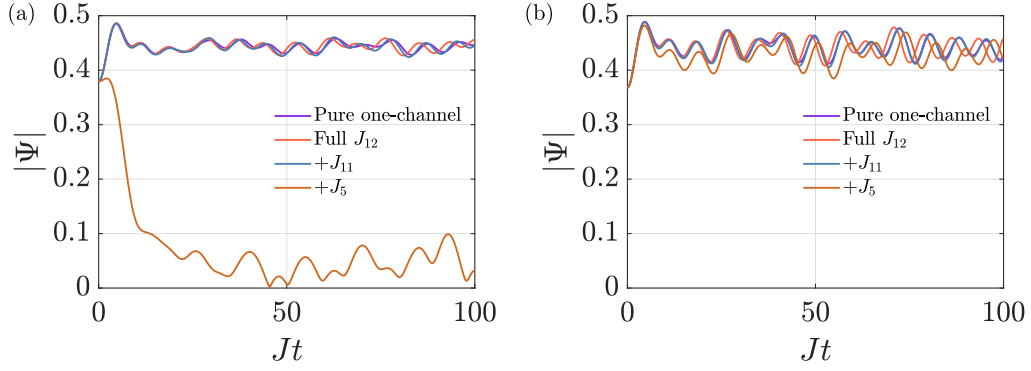 (a)
0.5
0.4
0.3
0.2
0.1
0
|Ψ|
Pure one-channel
Full J₁₂
+J₁₁
+J₅
0 50 100
Jt
(b)
0.5
0.4
0.3
0.2
0.1
0
|Ψ|
Pure one-channel
Full J₁₂
+J₁₁
+J₅
0 50 100
Jt